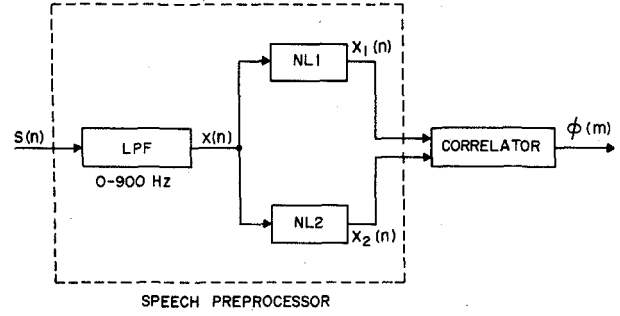 S(n)
LPF
0-900 Hz
X(n)
NL1
X₁(n)
NL2
X₂(n)
CORRELATOR
ϕ(m)
SPEECH PREPROCESSOR